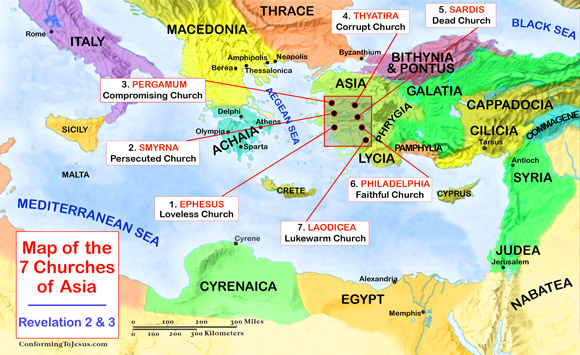 THRACE
4. THYATIRA
Corrupt Church
5. SARDIS
Dead Church
BLACK SEA
MACEDONIA
Rome
ITALY
Byzanthium
BITHYNIA
& PONTUS
Amphipolis
Neapolis
Berea
Thessalonica
3. PERGAMUM
Compromising Church
ASIA
GALATIA
AEGEAN SEA
PHRYGIA
CAPPADOCIA
COMMAGENE
Delphi
Athens
Olympia
ACHAIA
Sparta
SICILY
2. SMYRNA
Persecuted Church
CILICIA
Tarsus
PAMPHYLIA
LYCIA
Antioch
MALTA
SYRIA
6. PHILADELPHIA
Faithful Church
CRETE
CYPRUS
1. EPHESUS
Loveless Church
MEDITERRANEAN SEA
7. LAODICEA
Lukewarm Church
Map of the
7 Churches
of Asia
Revelation 2 & 3
Cyrene
JUDEA
Jerusalem
Alexandria
CYRENAICA
EGYPT
NABATEA
Memphis
0 100 200 300 Miles
0 100 200 300 Kilometers
ConformingToJesus.com